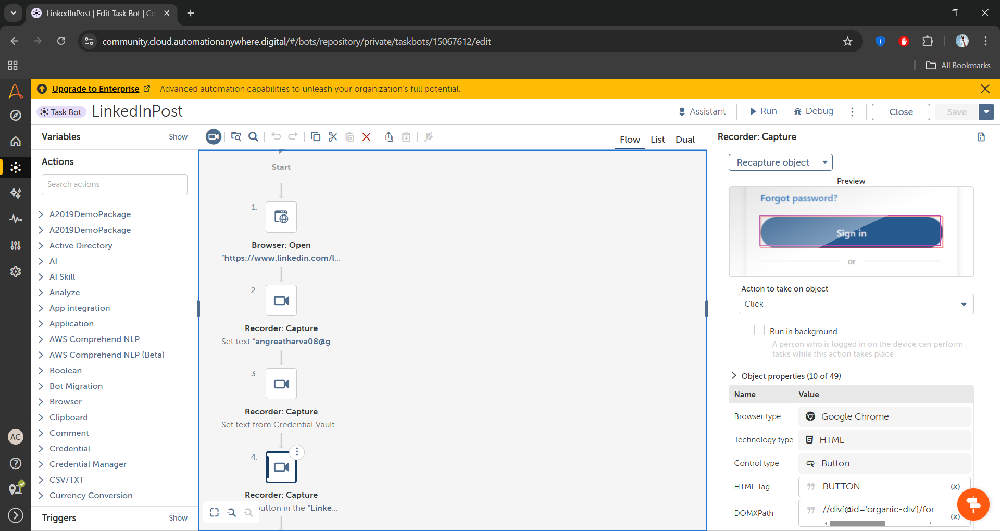 LinkedInPost | Edit Task Bot | Co
community.cloud.automationanywhere.digital/#/bots/repository/private/taskbots/15067612/edit
All Bookmarks
Upgrade to Enterprise
Advanced automation capabilities to unleash your organization's full potential.
Task Bot
LinkedInPost
Assistant
Run
Debug
Close
Save
Variables
Show
Actions
Search actions
A2019DemoPackage
A2019DemoPackage
Active Directory
AI
AI Skill
Analyze
App integration
Application
AWS Comprehend NLP
AWS Comprehend NLP (Beta)
Boolean
Bot Migration
Browser
Clipboard
Comment
Credential
Credential Manager
CSV/TXT
Currency Conversion
Triggers
Show
AC
Flow
List
Dual
Start
1.
Browser: Open
“https://www.linkedin.com/l...
2.
Recorder: Capture
Set text “angreatharva08@g...
3.
Recorder: Capture
Set text from Credential Vault...
4.
Recorder: Capture
button in the “Linke...
Recorder: Capture
Recapture object
Preview
Forgot password?
Sign in
or
Action to take on object
Click
Run in background
A person who is logged in on the device can perform
tasks while this action takes place
Object properties (10 of 49)
Name
Value
Browser type
Google Chrome
Technology type
HTML
Control type
Button
HTML Tag
BUTTON
(x)
DOMXPath
//div[@id='organic-div']/for
(x)